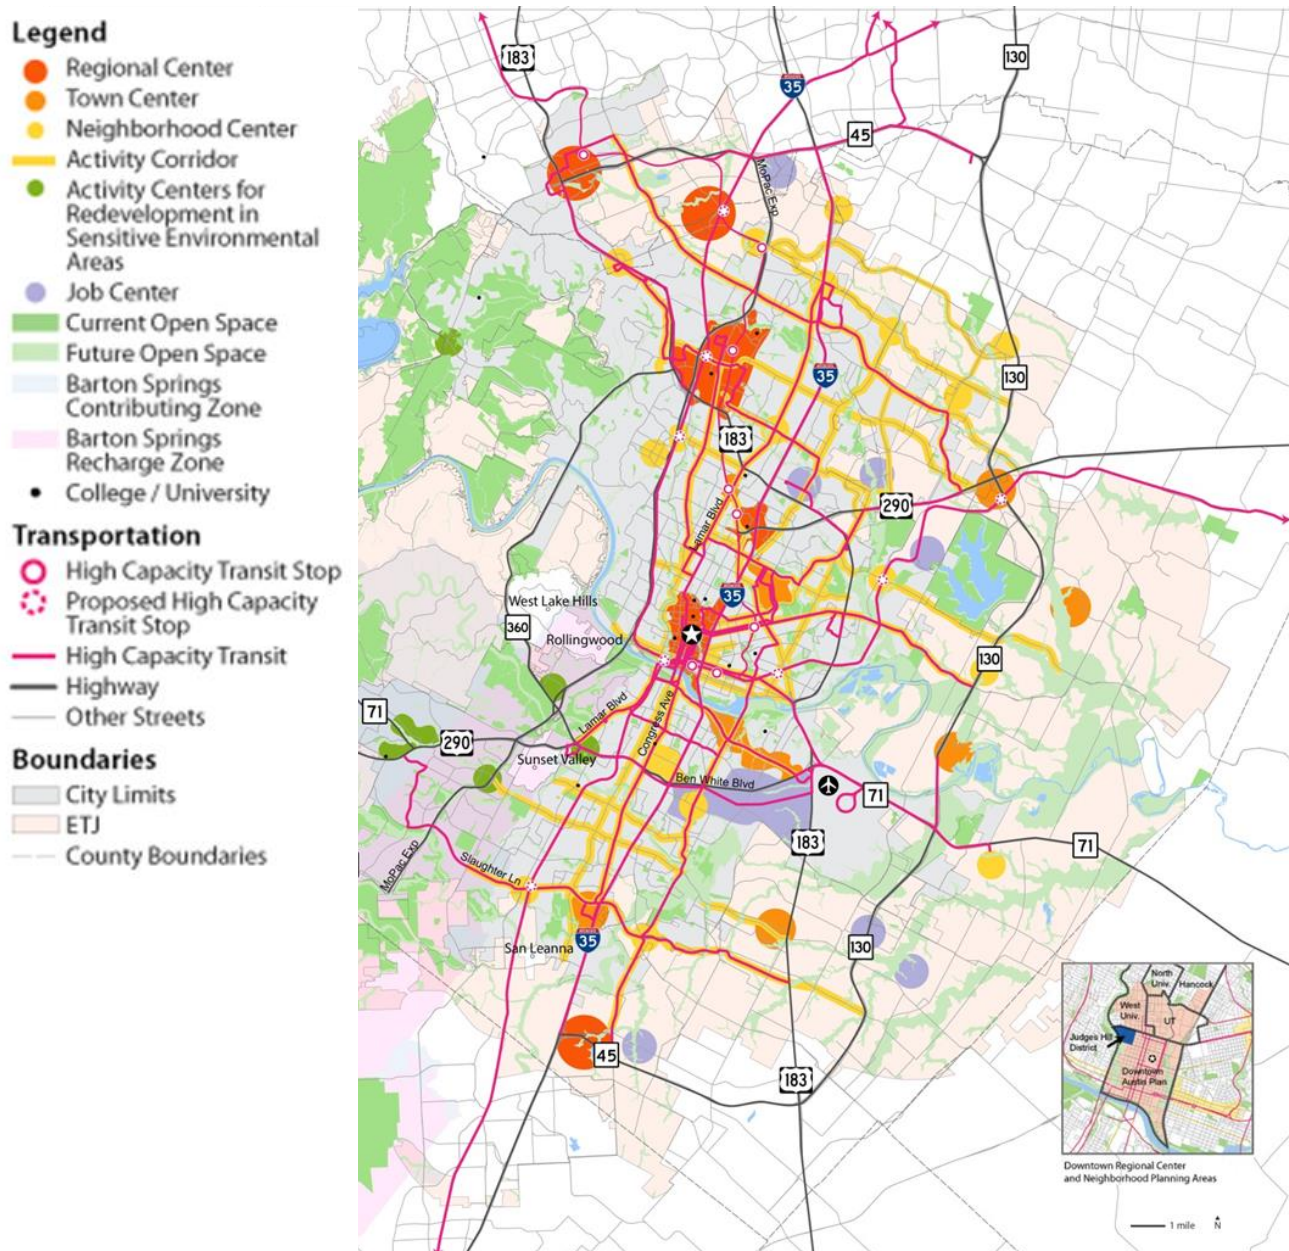 Legend
Regional Center
Town Center
Neighborhood Center
Activity Corridor
Activity Centers for
Redevelopment in
Sensitive Environmental
Areas
Job Center
Current Open Space
Future Open Space
Barton Springs
Contributing Zone
Barton Springs
Recharge Zone
College / University
Transportation
High Capacity Transit Stop
Proposed High Capacity
Transit Stop
High Capacity Transit
Highway
Other Streets
Boundaries
City Limits
ETJ
County Boundaries
183
35
130
45
MoPac Exp
130
35
183
290
Lamar Blvd
35
West Lake Hills
360
Rollingwood
130
71
290
Lamar Blvd
Congress Ave
Sunset Valley
Ben White Blvd
71
183
71
MoPac Exp
Slaughter Ln
San Leanna
35
130
45
183
North
Univ.
Hancock
West
Univ.
UT
Judges Hill
District
Downtown
Austin Plan
Downtown Regional Center
and Neighborhood Planning Areas
1 mile
N